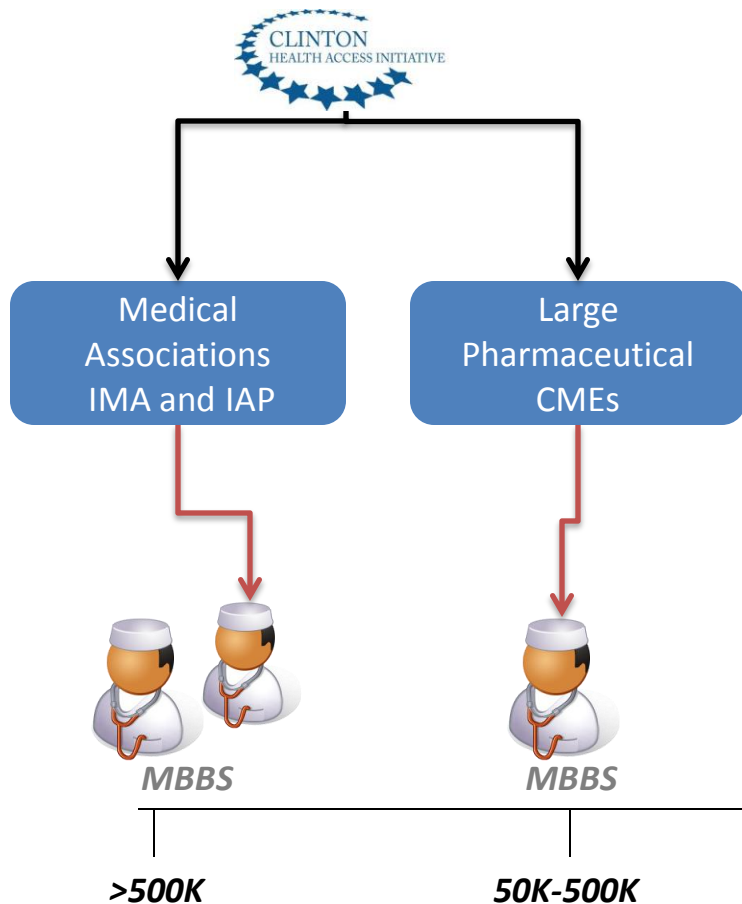 CLINTON
HEALTH ACCESS INITIATIVE
Medical
Associations
IMA and IAP
Large
Pharmaceutical
CMEs
MBBS
MBBS
>500K
50K-500K